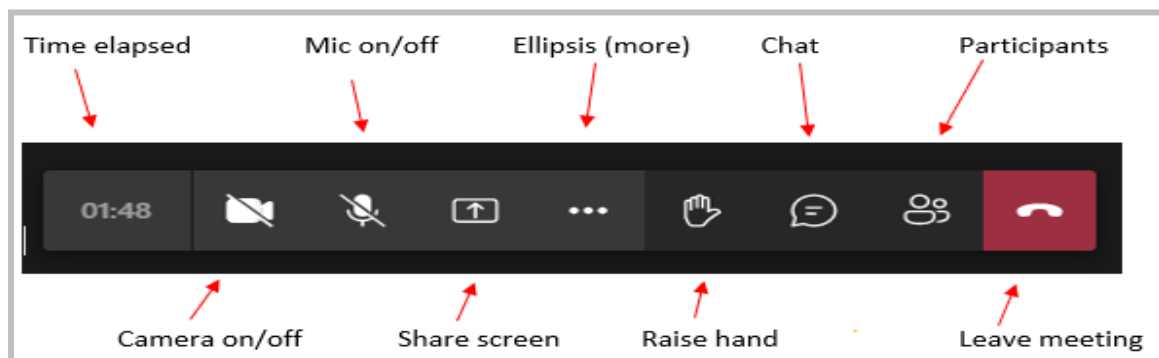 Time elapsed Mic on/off Ellipsis (more) Chat Participants
01:48
Camera on/off Share screen Raise hand Leave meeting